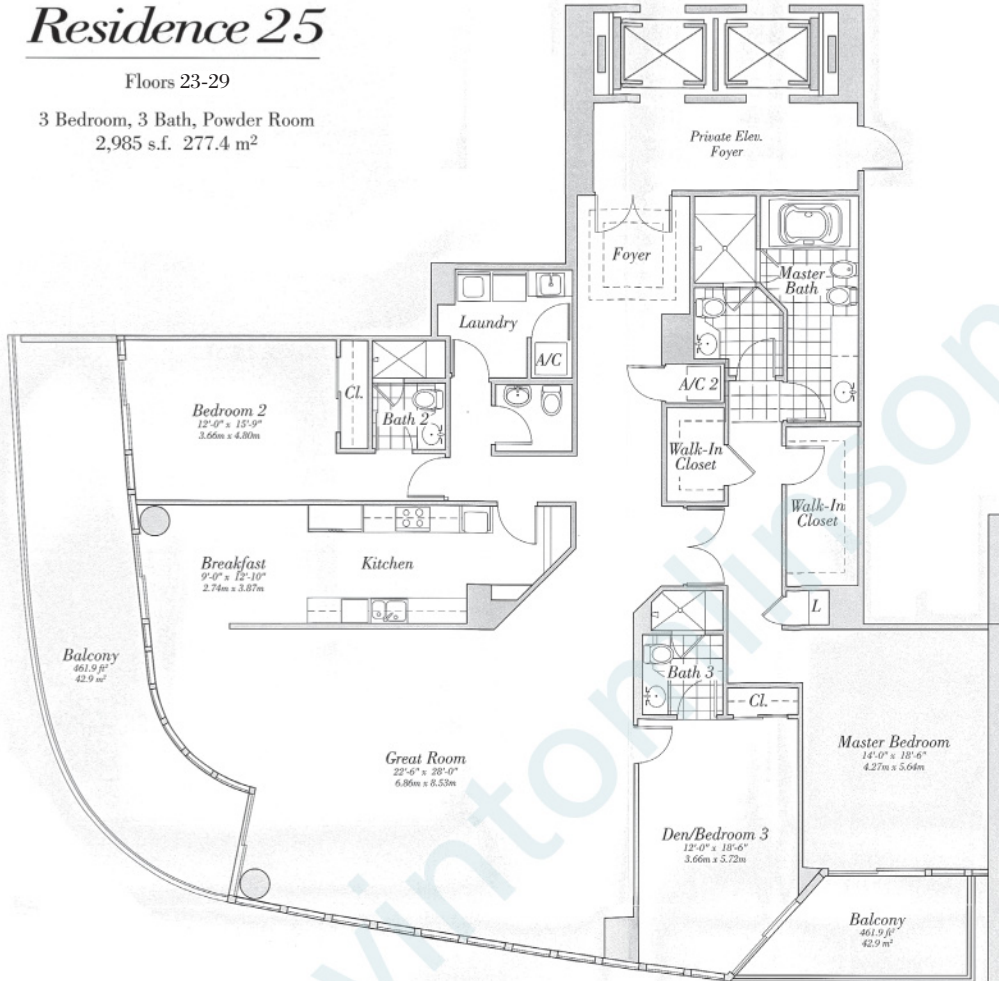 Residence 25
Floors 23-29
3 Bedroom, 3 Bath, Powder Room
2,985 s.f. 277.4 m²
Private Elev.
Foyer
Foyer
Master
Bath
Laundry
A/C
A/C 2
Cl.
Bath 2
Bedroom 2
12'-0" x 15'-9"
3.66m x 4.80m
Walk-In
Closet
Walk-In
Closet
Breakfast
9'-0" x 12'-10"
2.74m x 3.87m
Kitchen
L
Balcony
461.9 ft²
42.9 m²
Bath 3
Cl.
Great Room
22'-6" x 28'-0"
6.86m x 8.53m
Master Bedroom
14'-0" x 18'-6"
4.27m x 5.64m
Den/Bedroom 3
12'-0" x 18'-6"
3.66m x 5.72m
Balcony
461.9 ft²
42.9 m²
vintomlinson